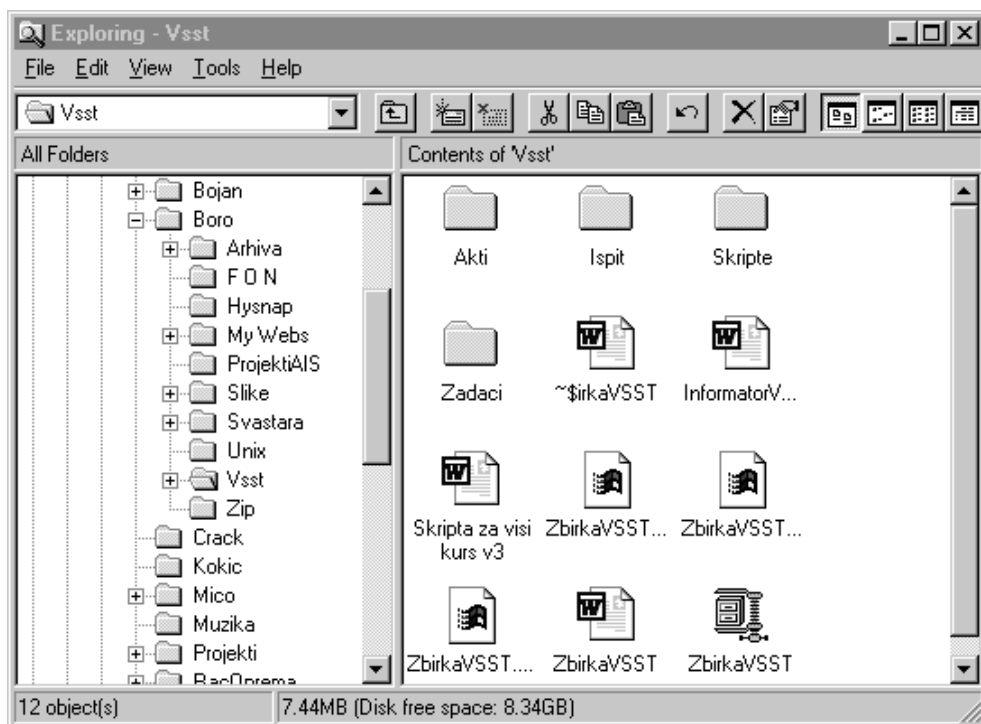 Exploring - Vsst
File Edit View Tools Help
Vsst
All Folders
Contents of 'Vsst'
Bojan
Boro
Arhiva
F O N
Hysnap
My Webs
ProjektiAIS
Slike
Svastara
Unix
Vsst
Zip
Crack
Kokic
Mico
Muzika
Projekti
RacOprema
Akti Ispit Skripte
Zadaci ~$irkaVSST InformatorV...
Skripta za visi
kurs v3
ZbirkaVSST... ZbirkaVSST...
ZbirkaVSST.... ZbirkaVSST ZbirkaVSST
12 object(s)
7.44MB (Disk free space: 8.34GB)